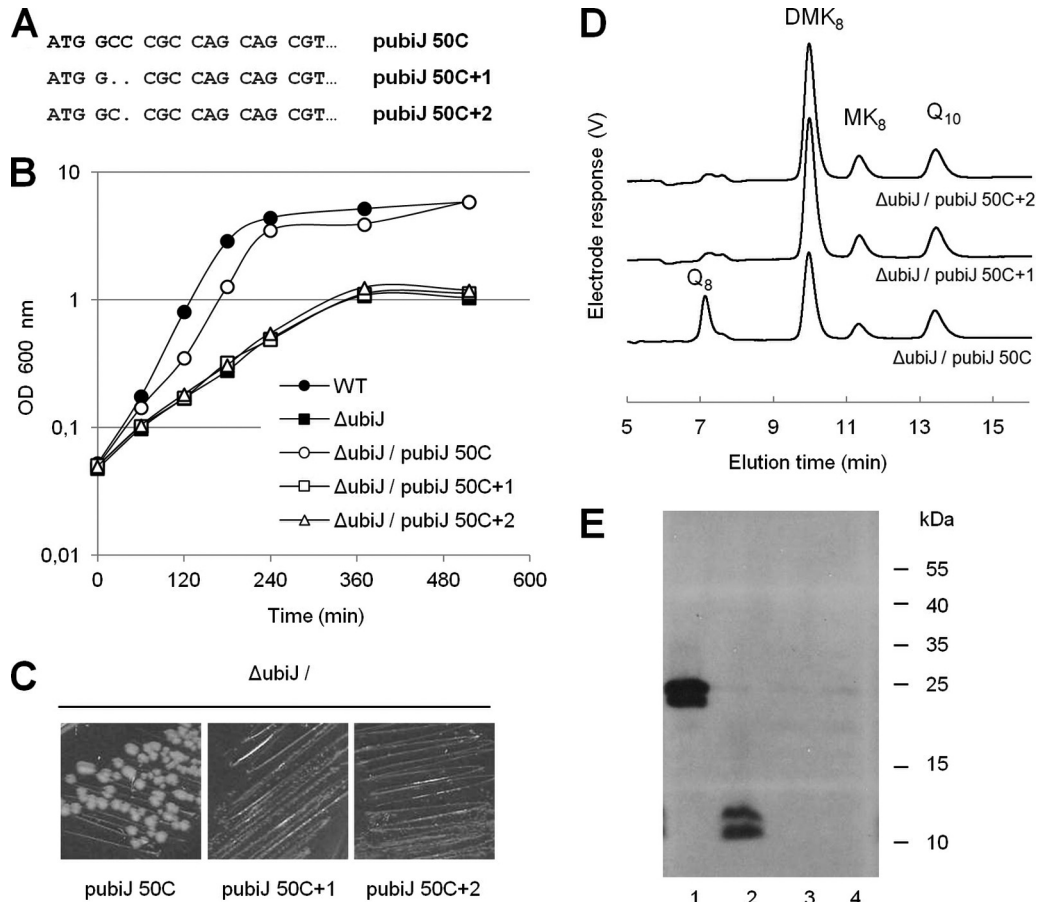 A
ATG GCC CGC CAG CAG CGT... pubiJ 50C
ATG G.. CGC CAG CAG CGT... pubiJ 50C+1
ATG GC. CGC CAG CAG CGT... pubiJ 50C+2
B
OD 600 nm
10
1
0,1
0,01
0 120 240 360 480 600
Time (min)
WT
ΔubiJ
ΔubiJ / pubiJ 50C
ΔubiJ / pubiJ 50C+1
ΔubiJ / pubiJ 50C+2
C
ΔubiJ /
pubiJ 50C pubiJ 50C+1 pubiJ 50C+2
D
Electrode response (V)
DMK8
MK8
Q10
ΔubiJ / pubiJ 50C+2
ΔubiJ / pubiJ 50C+1
Q8
ΔubiJ / pubiJ 50C
5 7 9 11 13 15
Elution time (min)
E
kDa
55
40
35
25
15
10
1 2 3 4